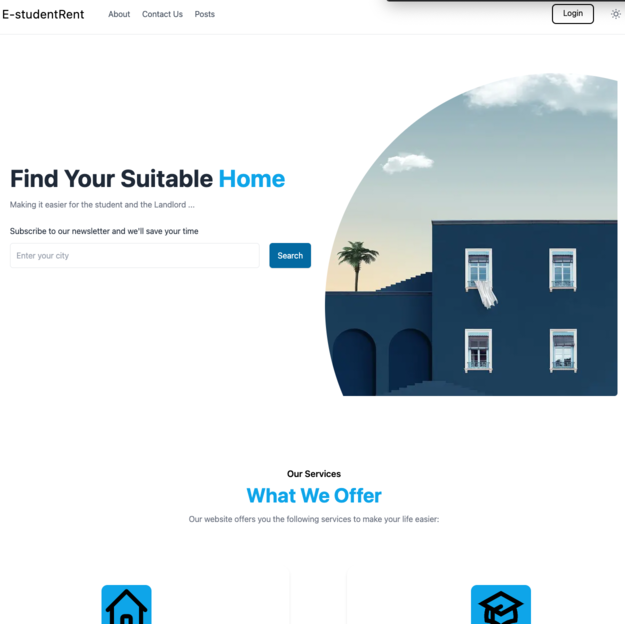 E-studentRent
About
Contact Us
Posts
Login
Find Your Suitable Home
Making it easier for the student and the Landlord ...
Subscribe to our newsletter and we'll save your time
Enter your city
Search
Our Services
What We Offer
Our website offers you the following services to make your life easier: